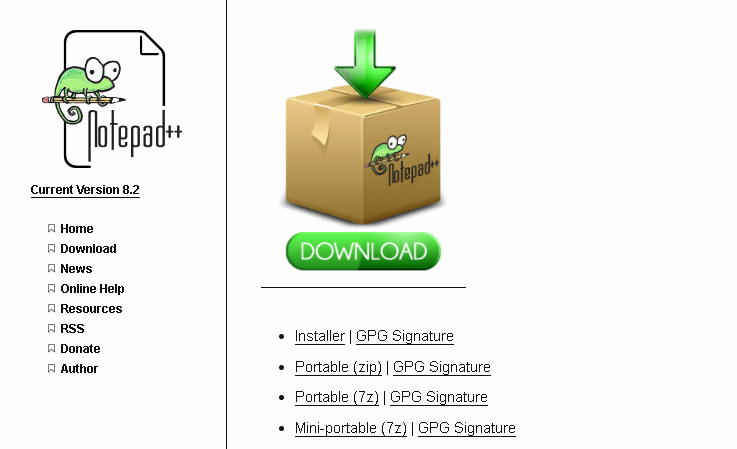 Notepad++
Current Version 8.2
Home
Download
News
Online Help
Resources
RSS
Donate
Author
Notepad++
DOWNLOAD
Installer | GPG Signature
Portable (zip) | GPG Signature
Portable (7z) | GPG Signature
Mini-portable (7z) | GPG Signature